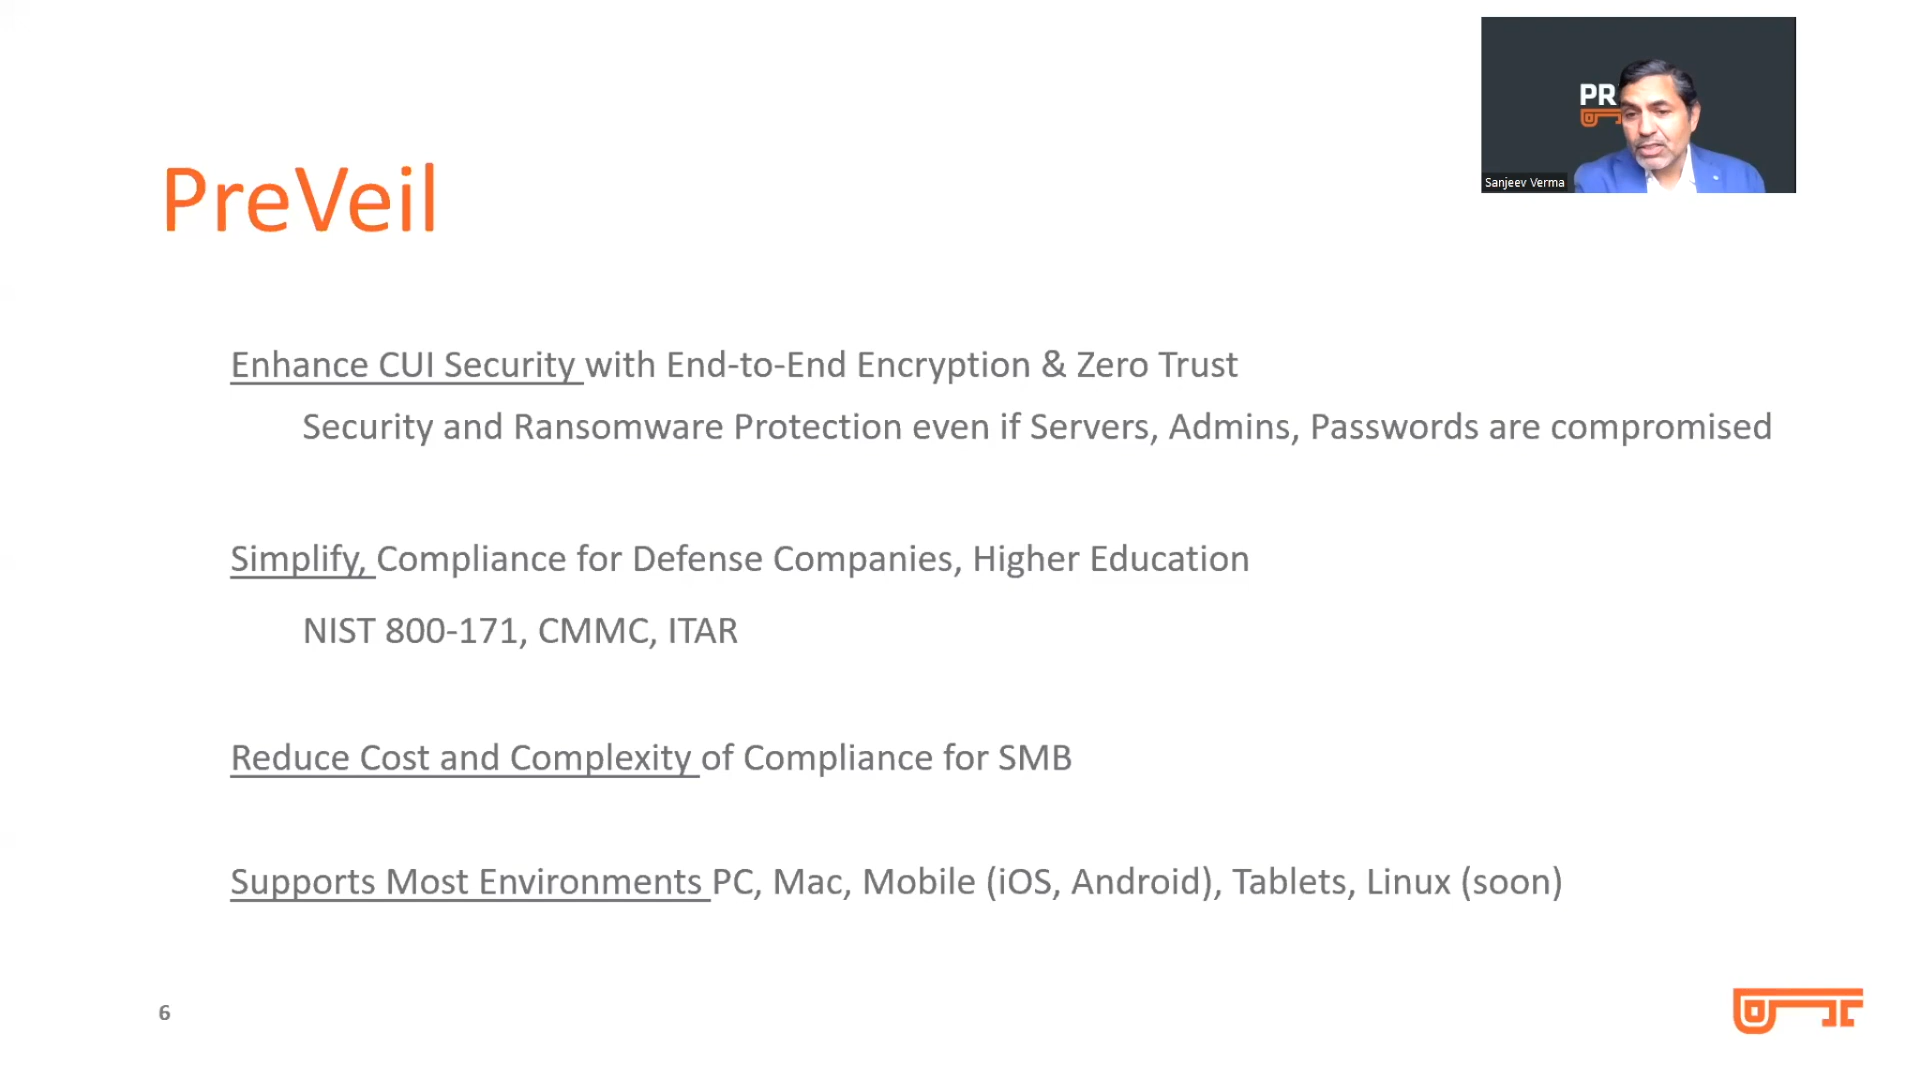 PR
Sanjeev Verma
PreVeil
Enhance CUI Security with End-to-End Encryption & Zero Trust
Security and Ransomware Protection even if Servers, Admins, Passwords are compromised
Simplify, Compliance for Defense Companies, Higher Education
NIST 800-171, CMMC, ITAR
Reduce Cost and Complexity of Compliance for SMB
Supports Most Environments PC, Mac, Mobile (iOS, Android), Tablets, Linux (soon)
6